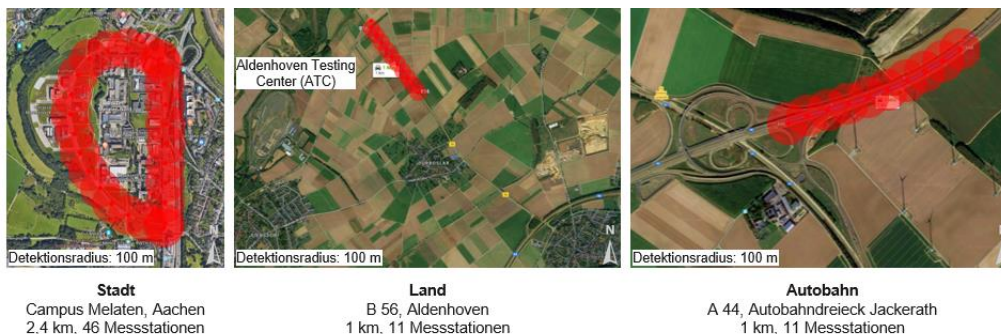 Aldenhoven Testing
Center (ATC)
N
N
Detektionsradius: 100 m
Detektionsradius: 100 m
Detektionsradius: 100 m
Stadt
Campus Melaten, Aachen
2,4 km, 46 Messstationen
Land
B 56, Aldenhoven
1 km, 11 Messstationen
Autobahn
A 44, Autobahndreieck Jackerath
1 km, 11 Messstationen